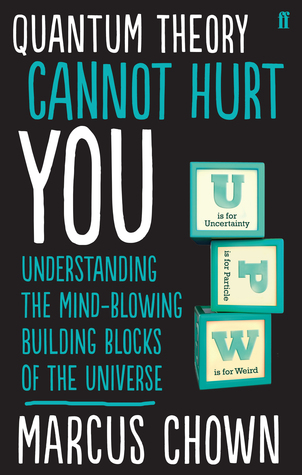 QUANTUM THEORY
ff
CANNOT HURT
YOU
U
is for
Uncertainty
P
is for Particle
W
is for Weird
UNDERSTANDING
THE MIND-BLOWING
BUILDING BLOCKS
OF THE UNIVERSE
MARCUS CHOWN